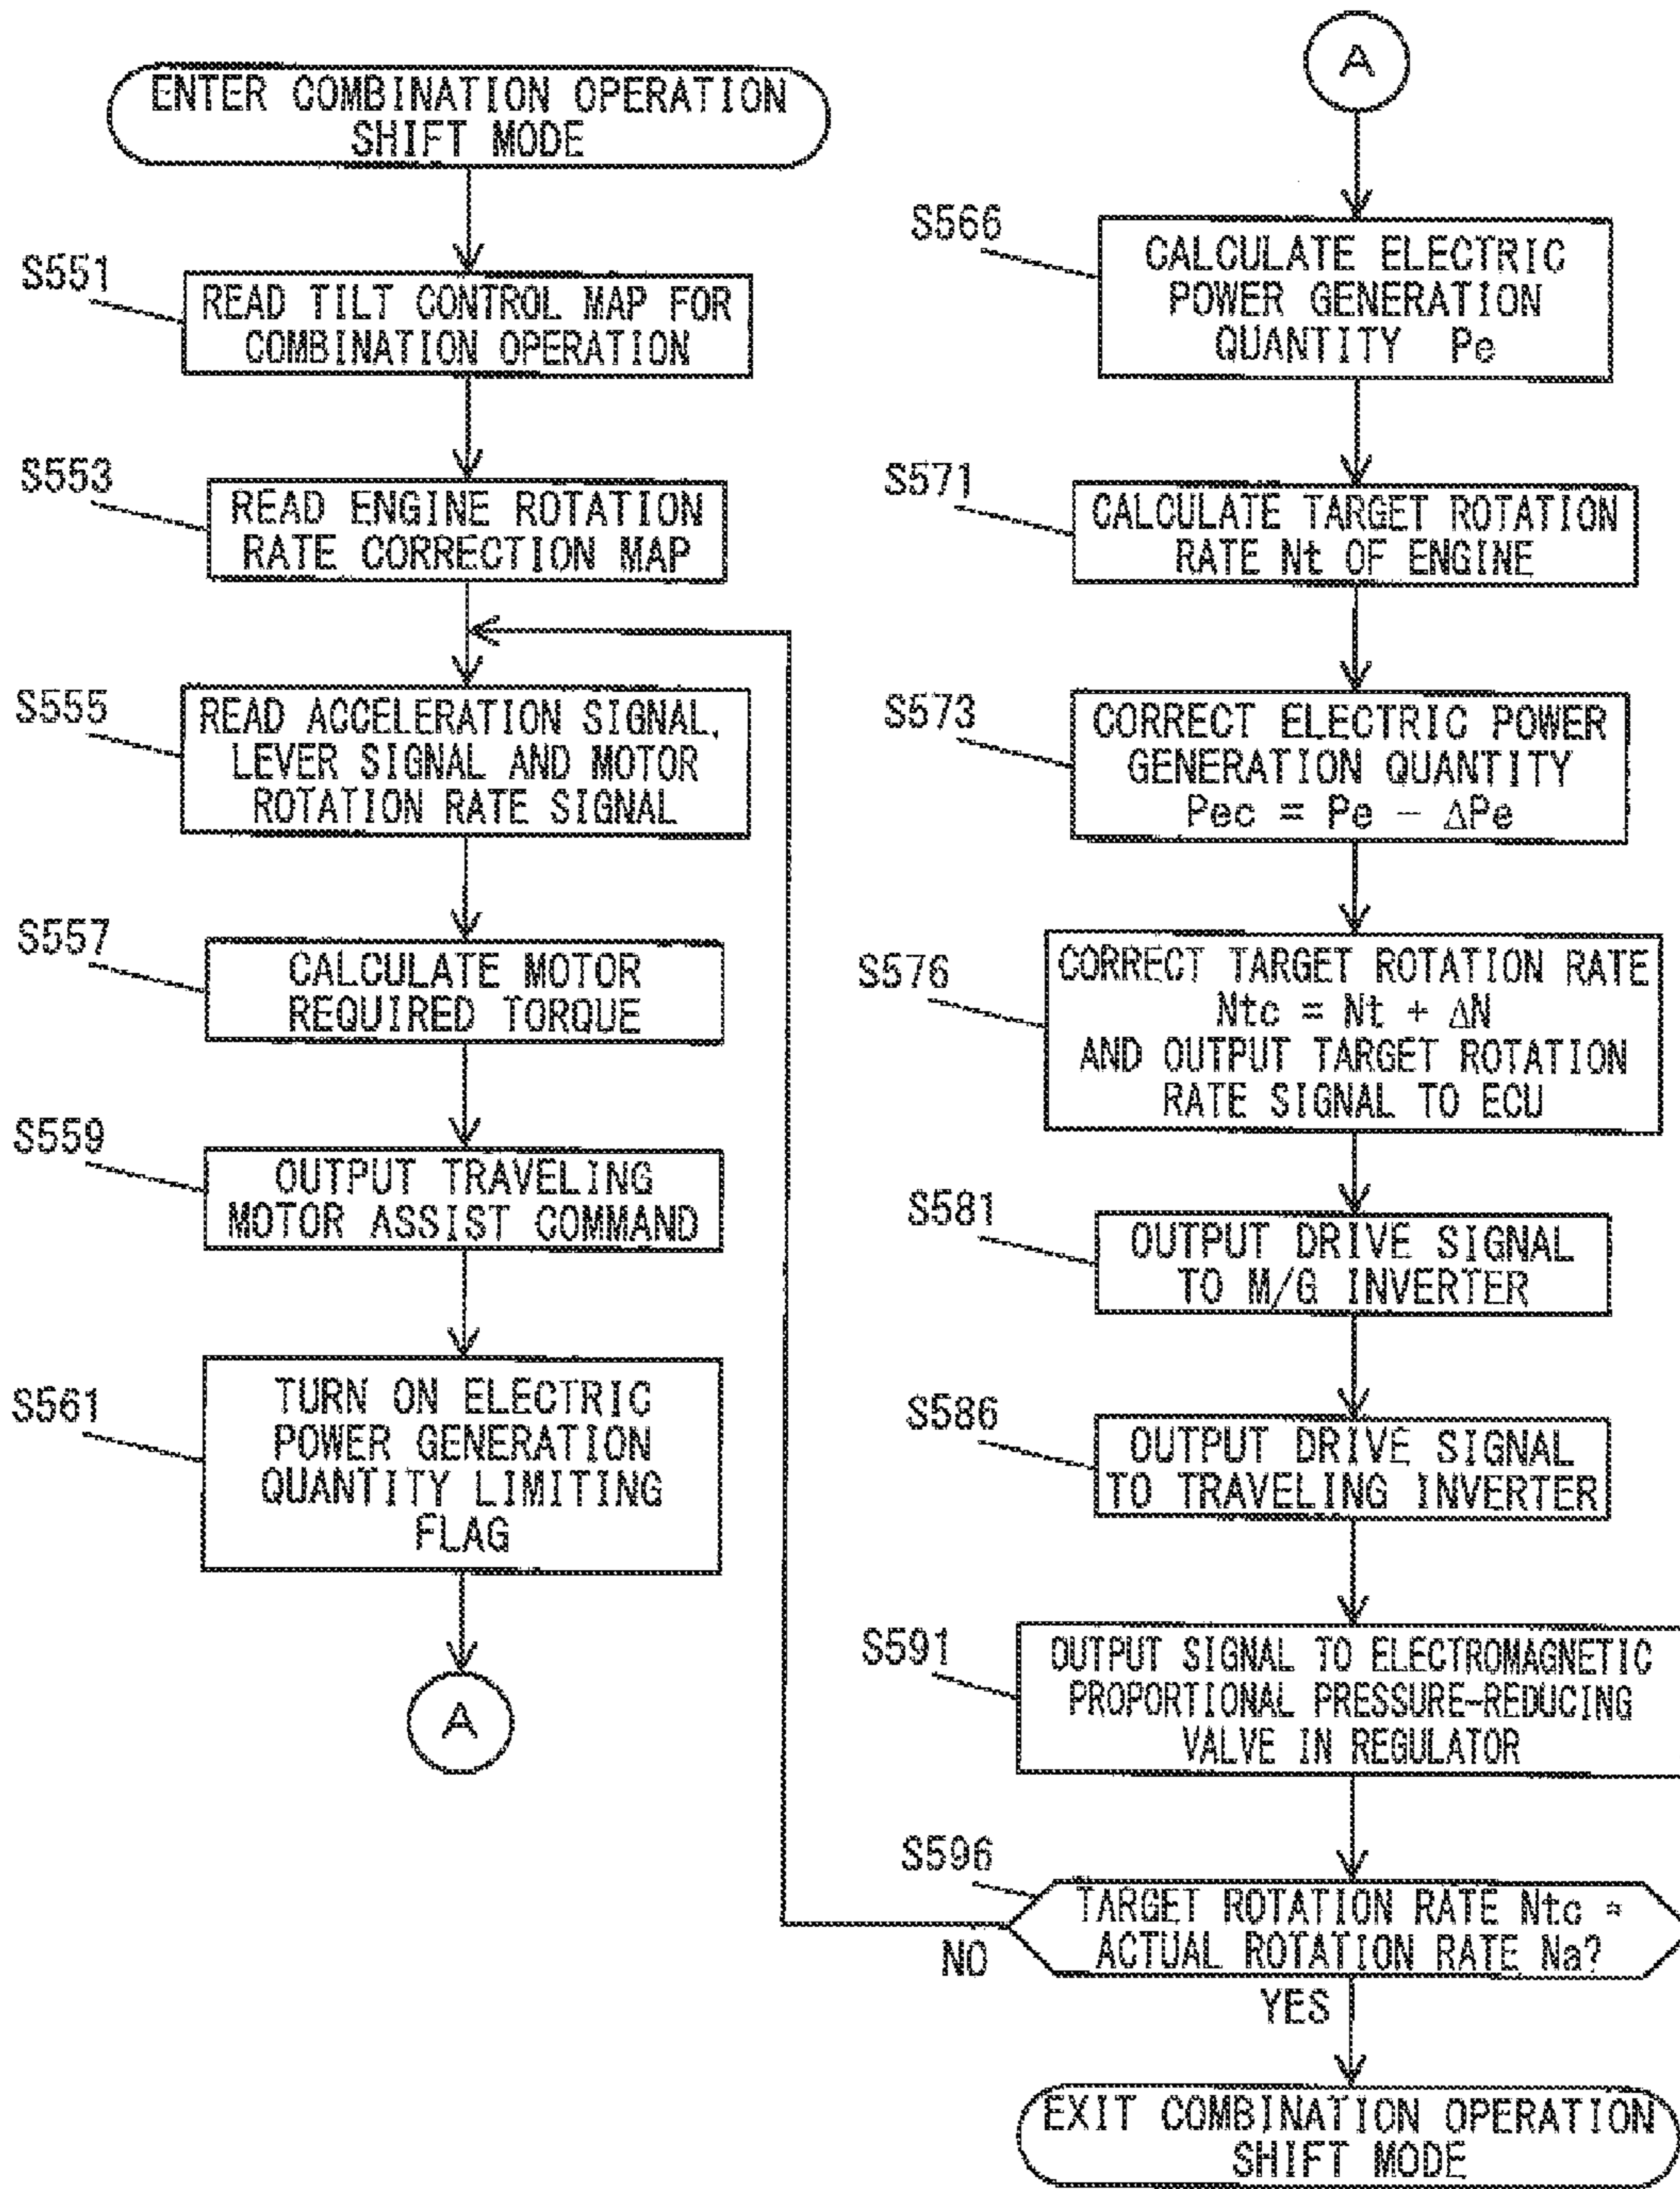 ENTER COMBINATION OPERATION
SHIFT MODE
S551
READ TILT CONTROL MAP FOR
COMBINATION OPERATION
S553
READ ENGINE ROTATION
RATE CORRECTION MAP
S555
READ ACCELERATION SIGNAL,
LEVER SIGNAL AND MOTOR
ROTATION RATE SIGNAL
S557
CALCULATE MOTOR
REQUIRED TORQUE
S559
OUTPUT TRAVELING
MOTOR ASSIST COMMAND
S561
TURN ON ELECTRIC
POWER GENERATION
QUANTITY LIMITING
FLAG
A
A
S566
CALCULATE ELECTRIC
POWER GENERATION
QUANTITY Pe
S571
CALCULATE TARGET ROTATION
RATE Nt OF ENGINE
S573
CORRECT ELECTRIC POWER
GENERATION QUANTITY
Pec = Pe - ΔPe
S576
CORRECT TARGET ROTATION RATE
Ntc = Nt + ΔN
AND OUTPUT TARGET ROTATION
RATE SIGNAL TO ECU
S581
OUTPUT DRIVE SIGNAL
TO M/G INVERTER
S586
OUTPUT DRIVE SIGNAL
TO TRAVELING INVERTER
S591
OUTPUT SIGNAL TO ELECTROMAGNETIC
PROPORTIONAL PRESSURE-REDUCING
VALVE IN REGULATOR
S596
TARGET ROTATION RATE Ntc
ACTUAL ROTATION RATE Na?
NO
YES
EXIT COMBINATION OPERATION
SHIFT MODE